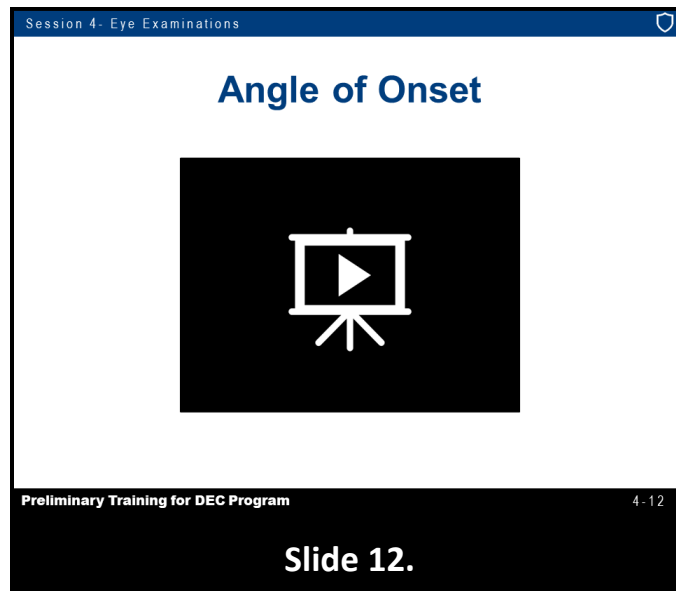 Session 4- Eye Examinations
Angle of Onset
Preliminary Training for DEC Program 4-12
Slide 12.